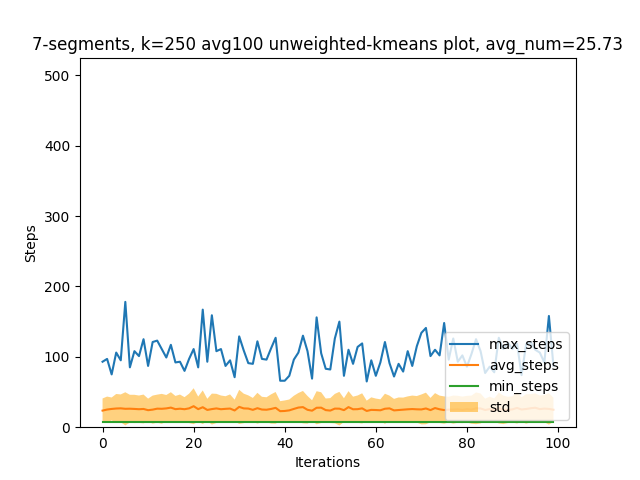 7-segments, k=250 avg100 unweighted-kmeans plot, avg_num=25.73
500
400
300
200
100
0
Steps
0
20
40
60
80
100
Iterations
max_steps
avg_steps
min_steps
std